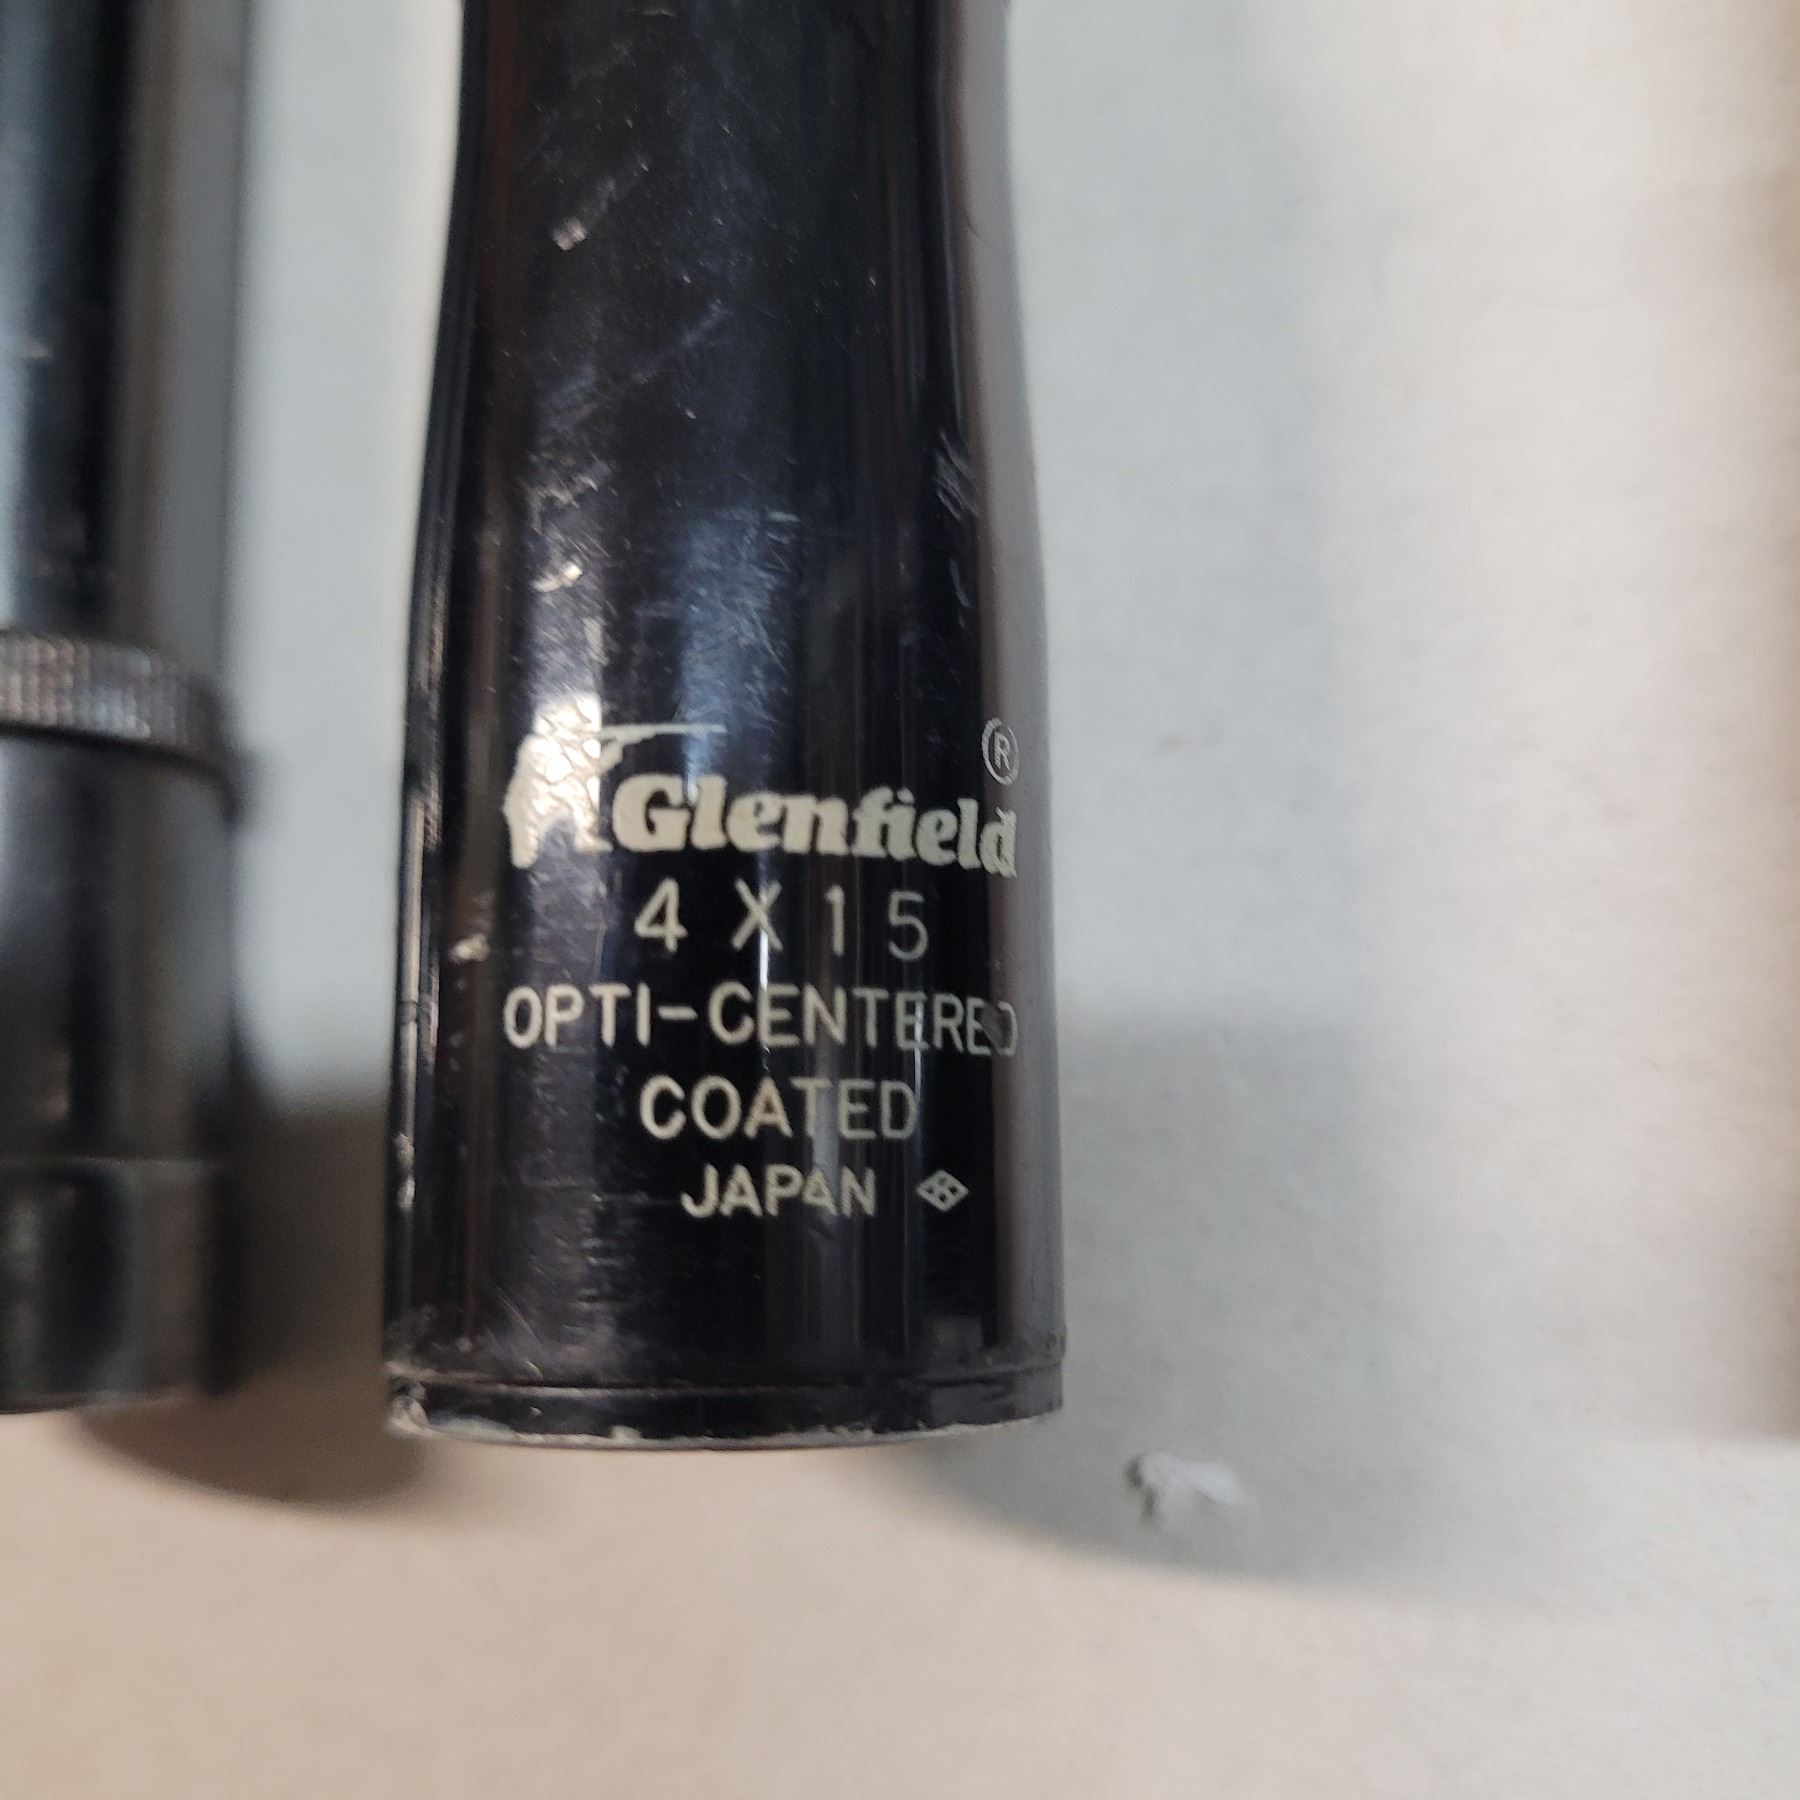 Glenfield®
4 X 15
OPTI-CENTERED
COATED
JAPAN